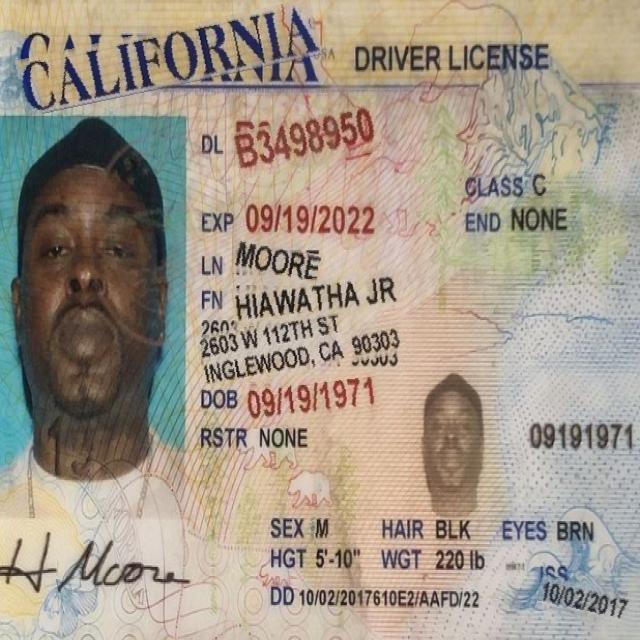 CALIFORNIA
DRIVER LICENSE
DL B3498950
CLASS C
EXP 09/19/2022
END NONE
LN MOORE
FN HIAWATHA JR
2603 W 112TH ST
INGLEWOOD, CA 90303
DOB 09/19/1971
RSTR NONE
09191971
SEX M HAIR BLK EYES BRN
HGT 5'-10" WGT 220 lb
ISS
DD 10/02/2017610E2/AAFD/22
10/02/2017
H Moore